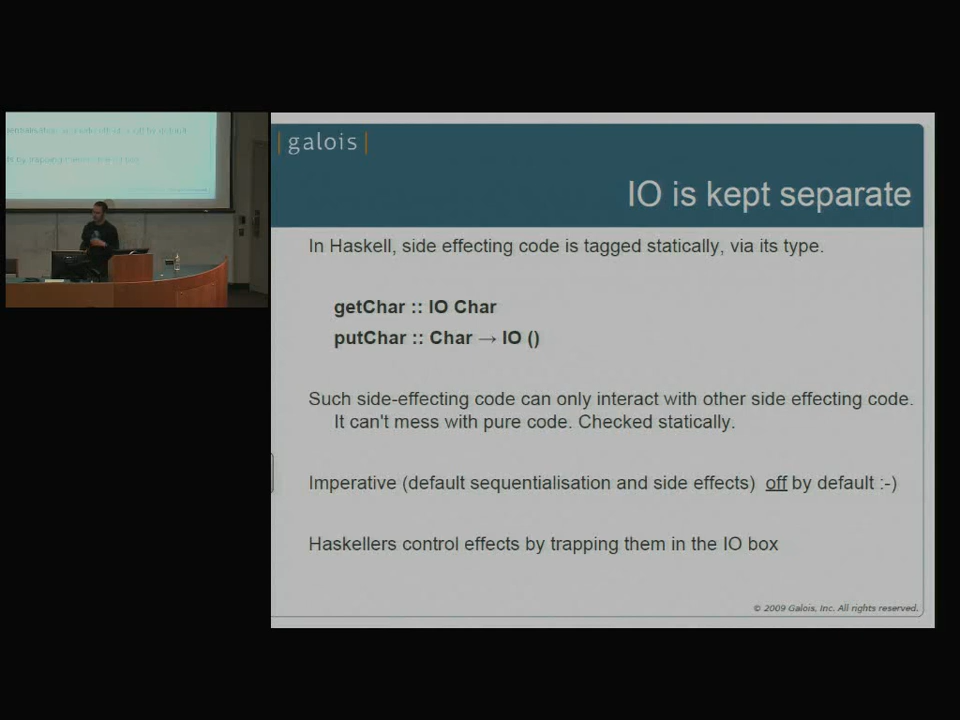 galois
IO is kept separate
In Haskell, side effecting code is tagged statically, via its type.
getChar :: IO Char
putChar :: Char → IO ()
Such side-effecting code can only interact with other side effecting code.
It can't mess with pure code. Checked statically.
Imperative (default sequentialisation and side effects) off by default :-)
Haskellers control effects by trapping them in the IO box
© 2009 Galois, Inc. All rights reserved.